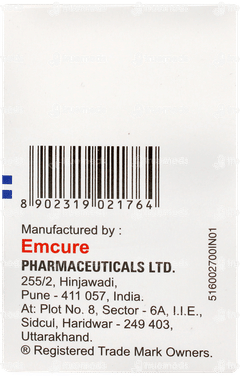 8 902319 021764
Manufactured by :
Emcure
PHARMACEUTICALS LTD.
255/2, Hinjawadi,
Pune - 411 057, India.
At: Plot No. 8, Sector - 6A, I.I.E.,
Sidcul, Haridwar - 249 403,
Uttarakhand.
® Registered Trade Mark Owners.
516002700IN01